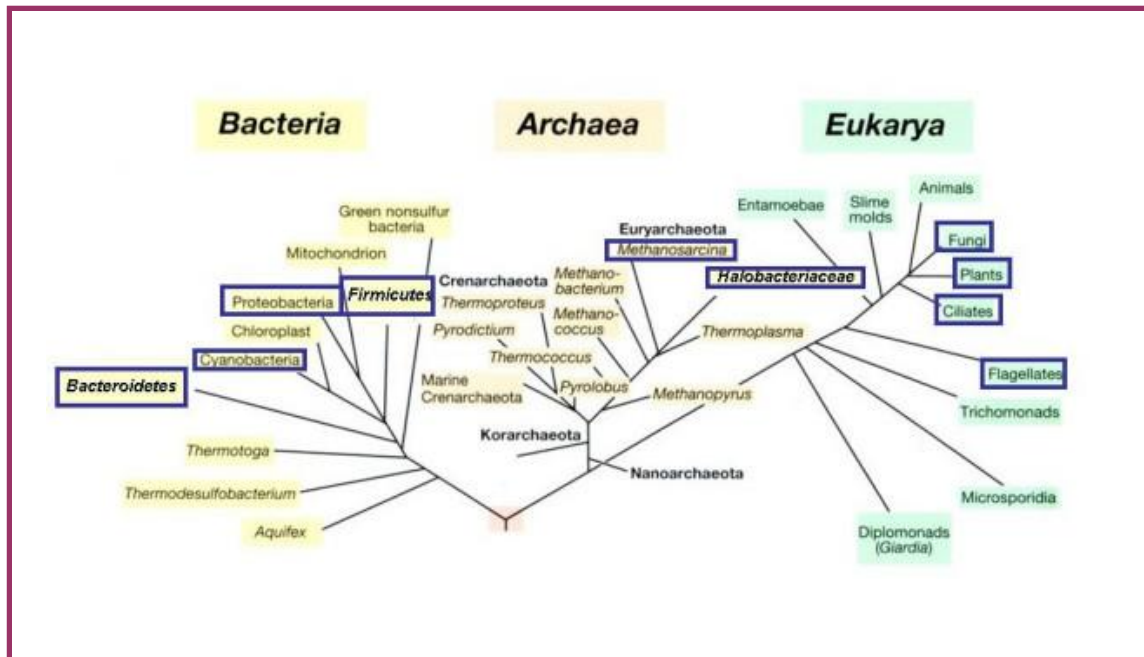 Bacteria
Archaea
Eukarya
Green nonsulfur
bacteria
Mitochondrion
Proteobacteria
Firmicutes
Chloroplast
Cyanobacteria
Bacteroidetes
Thermotoga
Thermodesulfobacterium
Aquifex
Crenarchaeota
Thermoproteus
Pyrodictium
Thermococcus
Marine
Crenarchaeota
Pyrolobus
Korarchaeota
Nanoarchaeota
Euryarchaeota
Methanosarcina
Methano-
bacterium
Halobacteriaceae
Methano-
coccus
Thermoplasma
Methanopyrus
Entamoebae
Slime
molds
Animals
Fungi
Plants
Ciliates
Flagellates
Trichomonads
Microsporidia
Diplomonads
(Giardia)